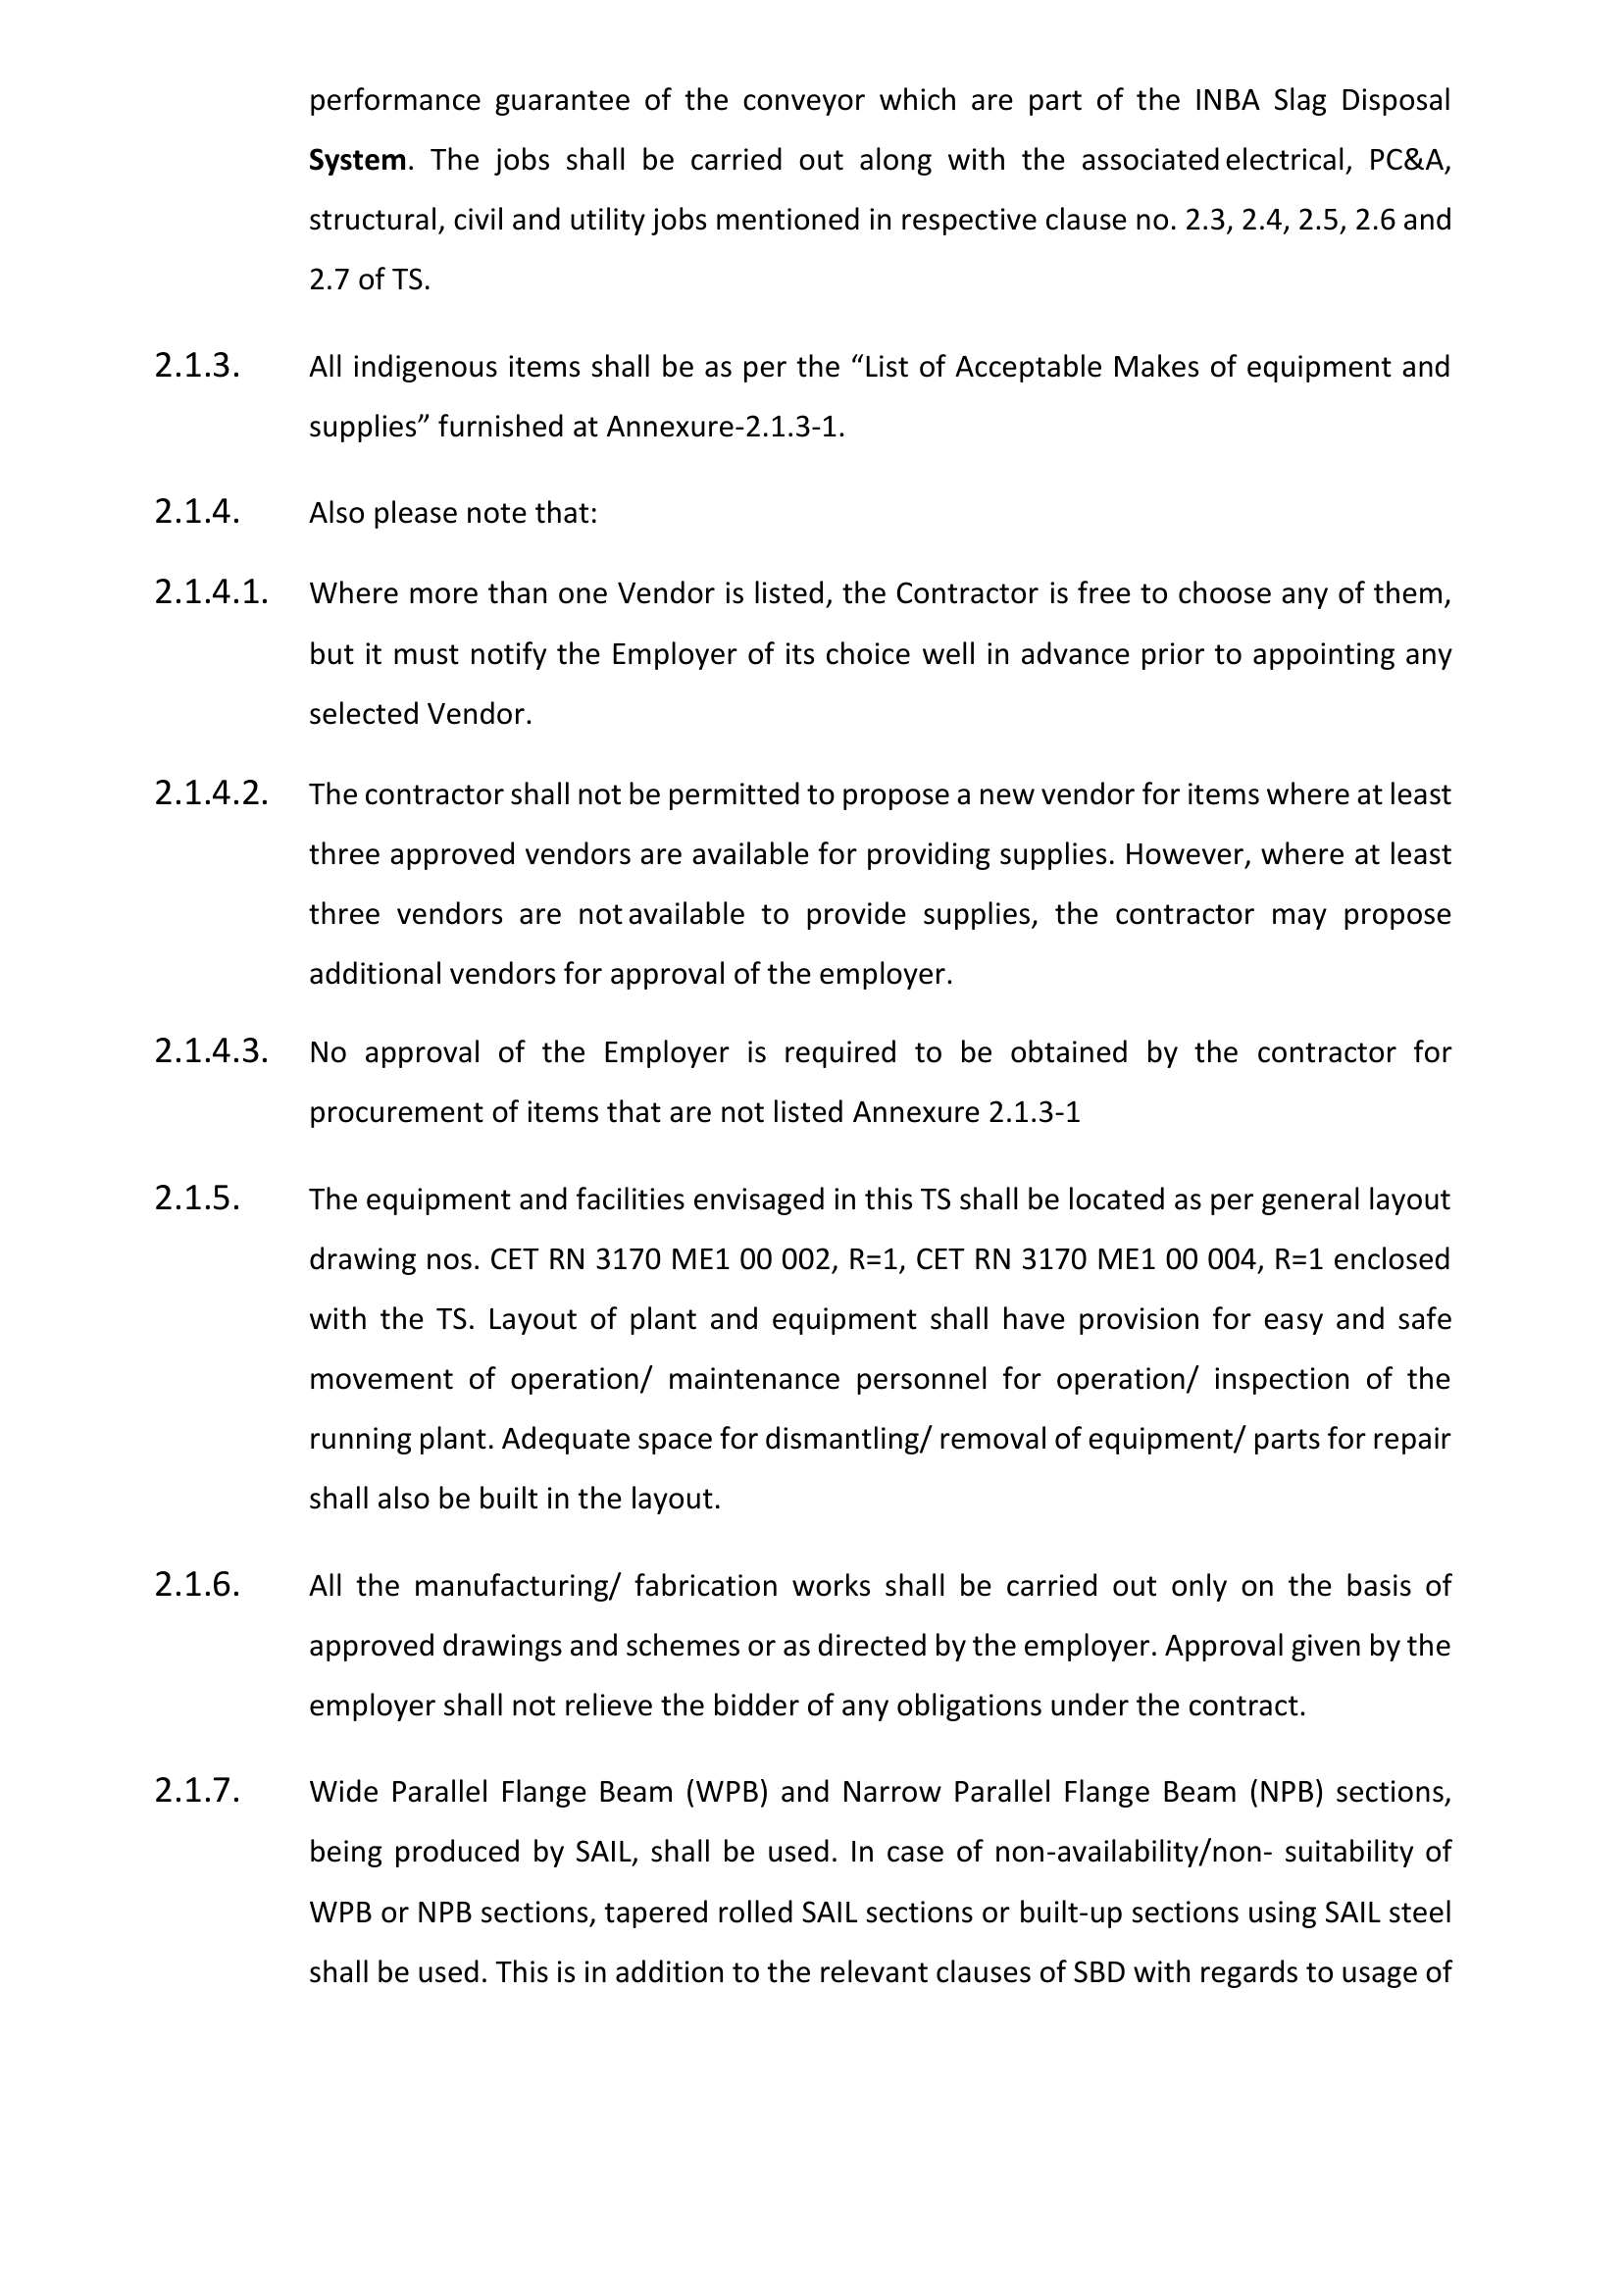 performance guarantee of the conveyor which are part of the INBA Slag Disposal
System. The jobs shall be carried out along with the associated electrical, PC&A,
structural, civil and utility jobs mentioned in respective clause no. 2.3, 2.4, 2.5, 2.6 and
2.7 of TS.
2.1.3. All indigenous items shall be as per the “List of Acceptable Makes of equipment and
supplies” furnished at Annexure-2.1.3-1.
2.1.4. Also please note that:
2.1.4.1. Where more than one Vendor is listed, the Contractor is free to choose any of them,
but it must notify the Employer of its choice well in advance prior to appointing any
selected Vendor.
2.1.4.2. The contractor shall not be permitted to propose a new vendor for items where at least
three approved vendors are available for providing supplies. However, where at least
three vendors are not available to provide supplies, the contractor may propose
additional vendors for approval of the employer.
2.1.4.3. No approval of the Employer is required to be obtained by the contractor for
procurement of items that are not listed Annexure 2.1.3-1
2.1.5. The equipment and facilities envisaged in this TS shall be located as per general layout
drawing nos. CET RN 3170 ME1 00 002, R=1, CET RN 3170 ME1 00 004, R=1 enclosed
with the TS. Layout of plant and equipment shall have provision for easy and safe
movement of operation/ maintenance personnel for operation/ inspection of the
running plant. Adequate space for dismantling/ removal of equipment/ parts for repair
shall also be built in the layout.
2.1.6. All the manufacturing/ fabrication works shall be carried out only on the basis of
approved drawings and schemes or as directed by the employer. Approval given by the
employer shall not relieve the bidder of any obligations under the contract.
2.1.7. Wide Parallel Flange Beam (WPB) and Narrow Parallel Flange Beam (NPB) sections,
being produced by SAIL, shall be used. In case of non-availability/non- suitability of
WPB or NPB sections, tapered rolled SAIL sections or built-up sections using SAIL steel
shall be used. This is in addition to the relevant clauses of SBD with regards to usage of